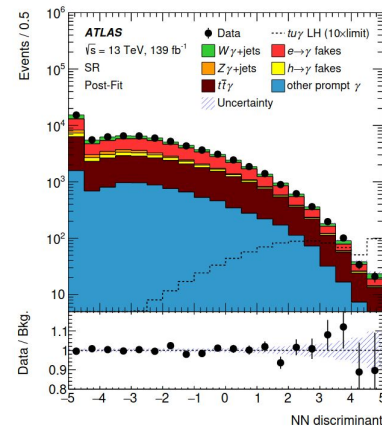 Events / 0.5
10⁶
10⁵
10⁴
10³
10²
10
ATLAS
√s = 13 TeV, 139 fb⁻¹
SR
Post-Fit
Data
tuγ LH (10×limit)
Wγ+jets
e→γ fakes
Zγ+jets
h→γ fakes
tt̄γ
other prompt γ
Uncertainty
Data / Bkg.
1.1
1
0.9
0.8
−5 −4 −3 −2 −1 0 1 2 3 4 5
NN discriminant